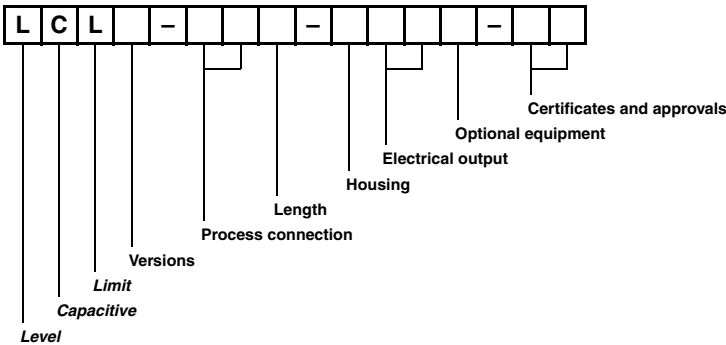 L C L – – –
Certificates and approvals
Optional equipment
Electrical output
Housing
Length
Process connection
Versions
Limit
Capacitive
Level